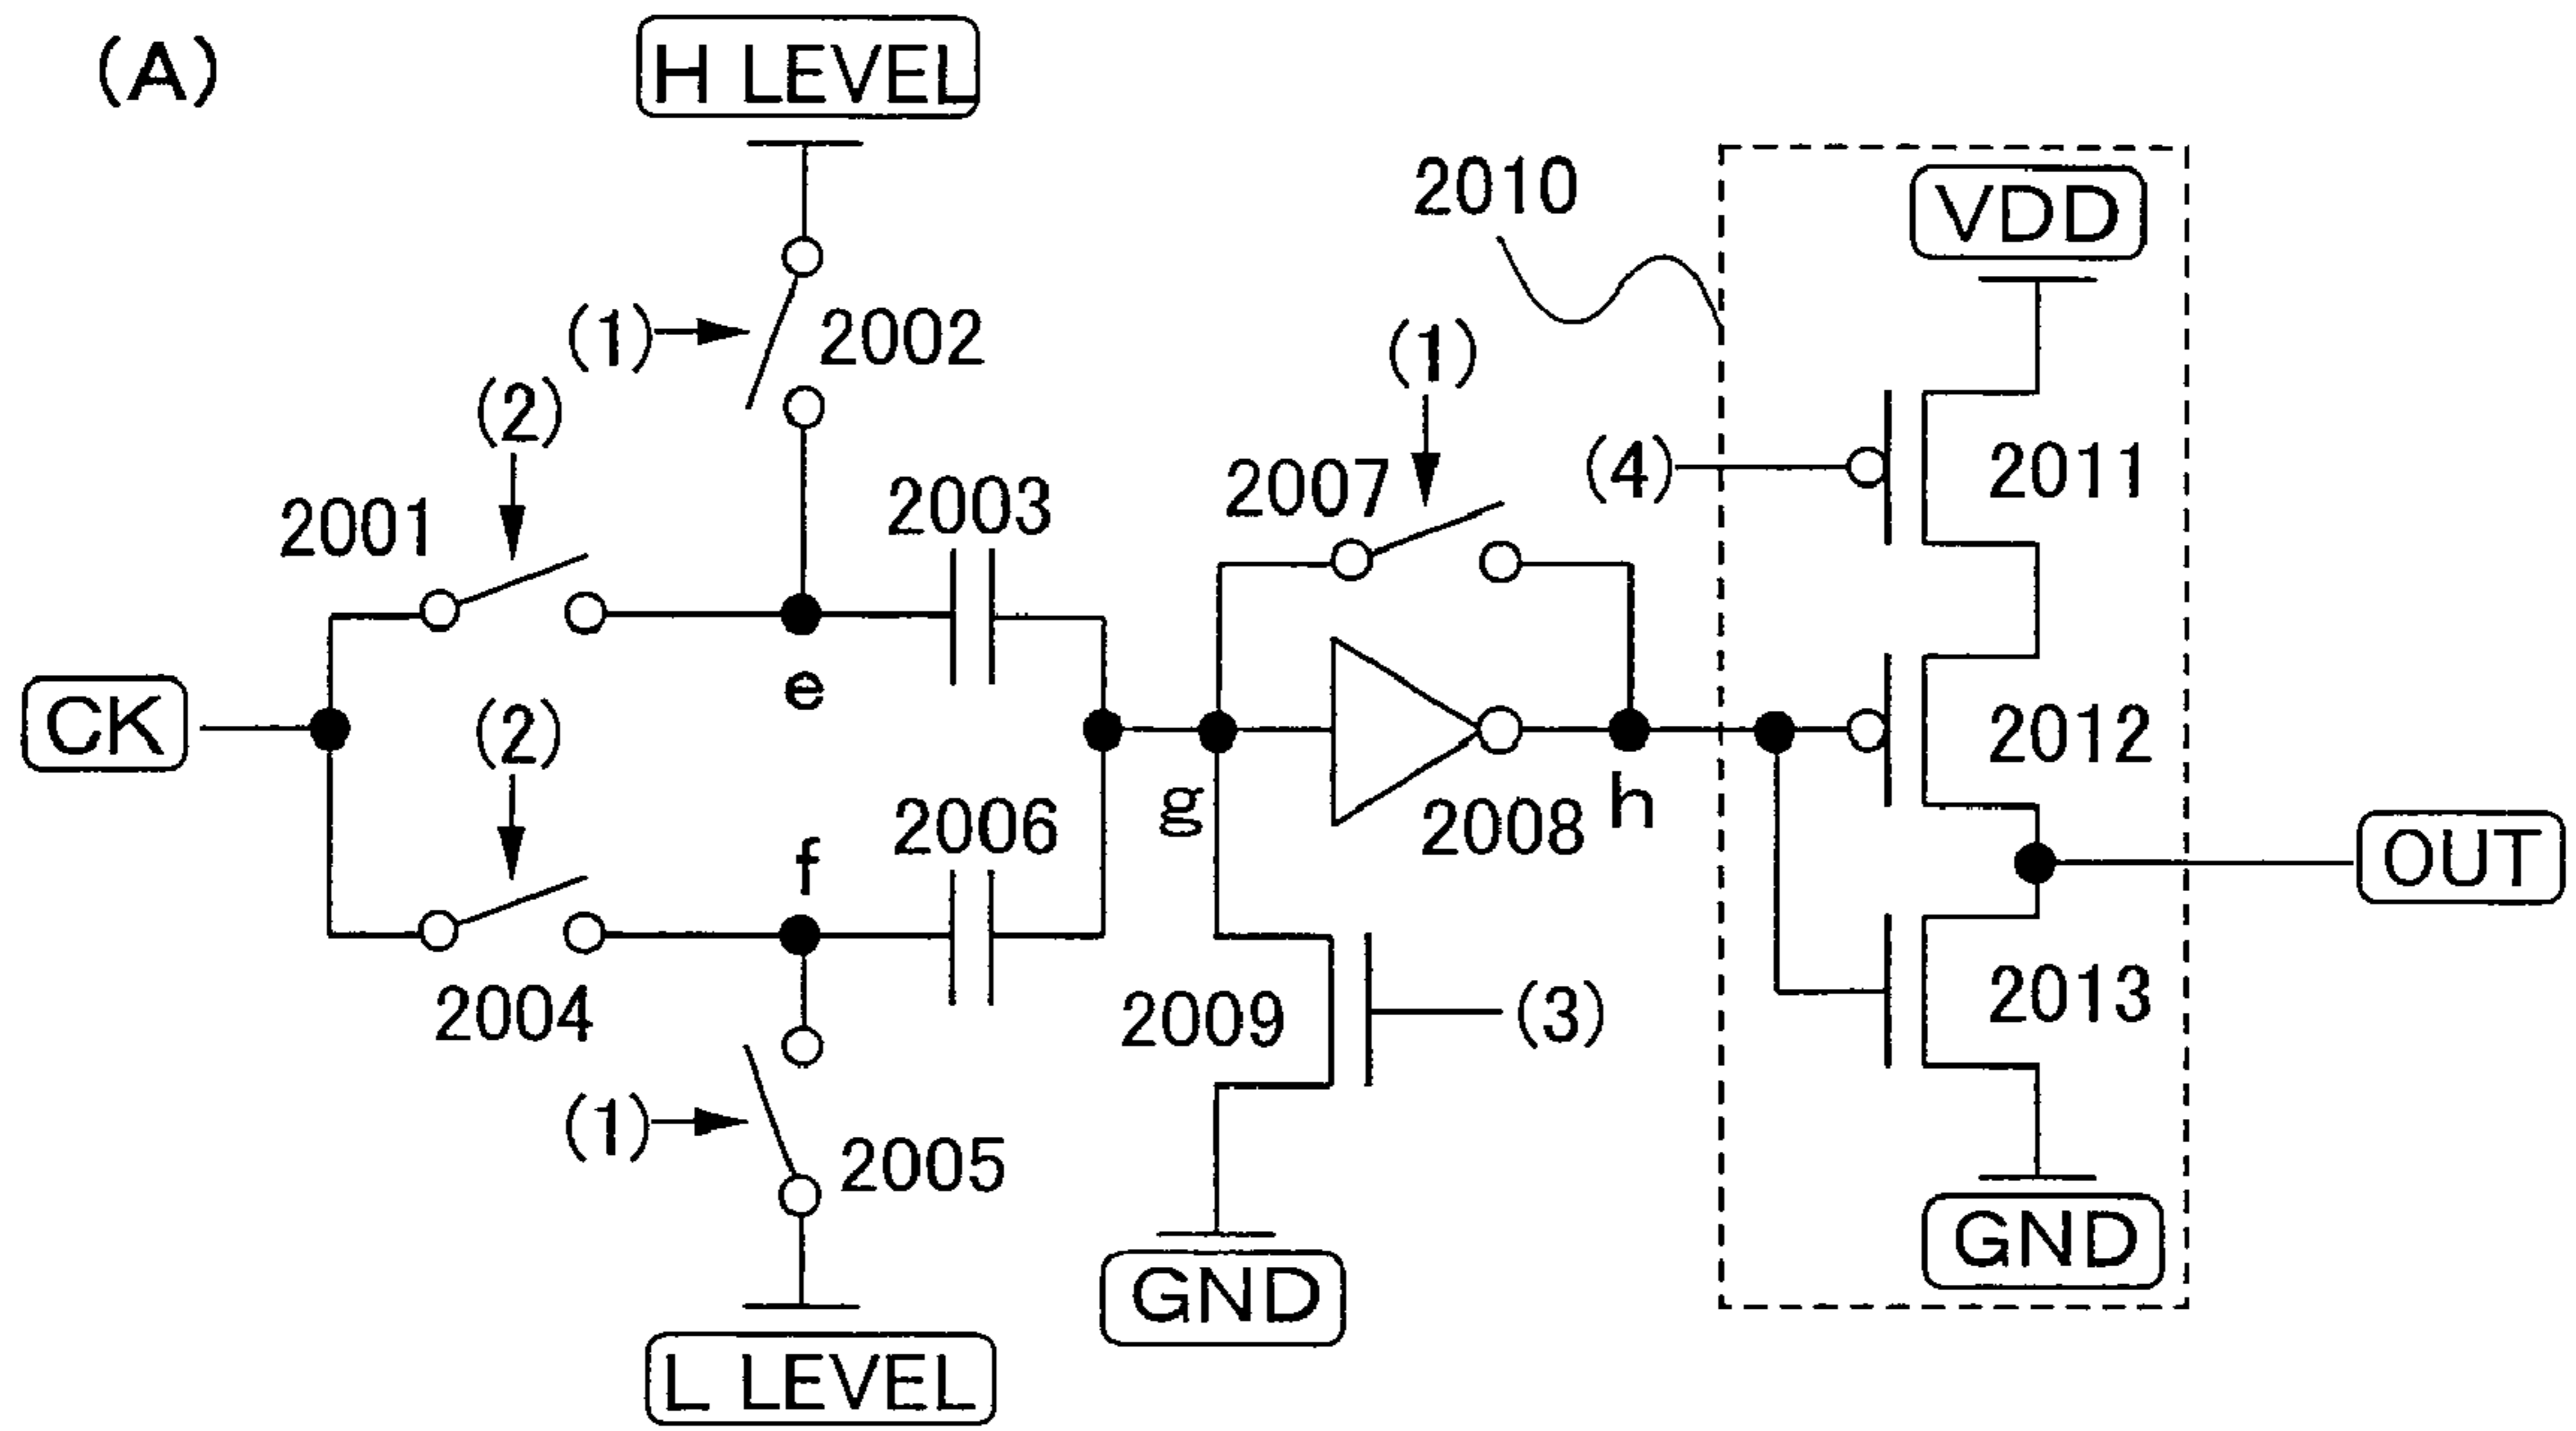 (A)
H LEVEL
2010
VDD
(1)
2002
(1)
(2)
2001
2003
2007
(4)
2011
CK
e
(2)
g
2008
h
2012
f
2006
OUT
2004
2009
(3)
2013
(1)
2005
GND
GND
L LEVEL